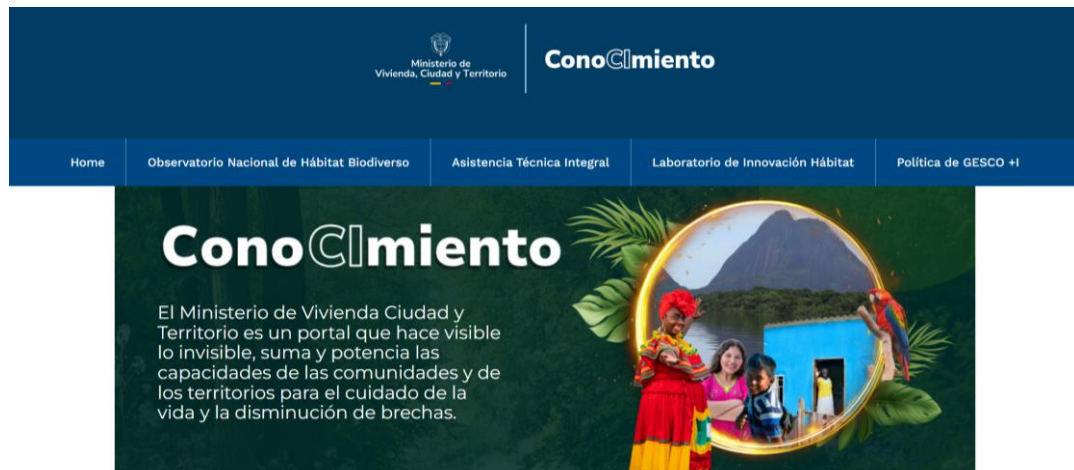 Ministerio de
Vivienda, Ciudad y Territorio
ConoCImiento
Home
Observatorio Nacional de Hábitat Biodiverso
Asistencia Técnica Integral
Laboratorio de Innovación Hábitat
Política de GESCO +I
ConoCImiento
El Ministerio de Vivienda Ciudad y
Territorio es un portal que hace visible
lo invisible, suma y potencia las
capacidades de las comunidades y de
los territorios para el cuidado de la
vida y la disminución de brechas.